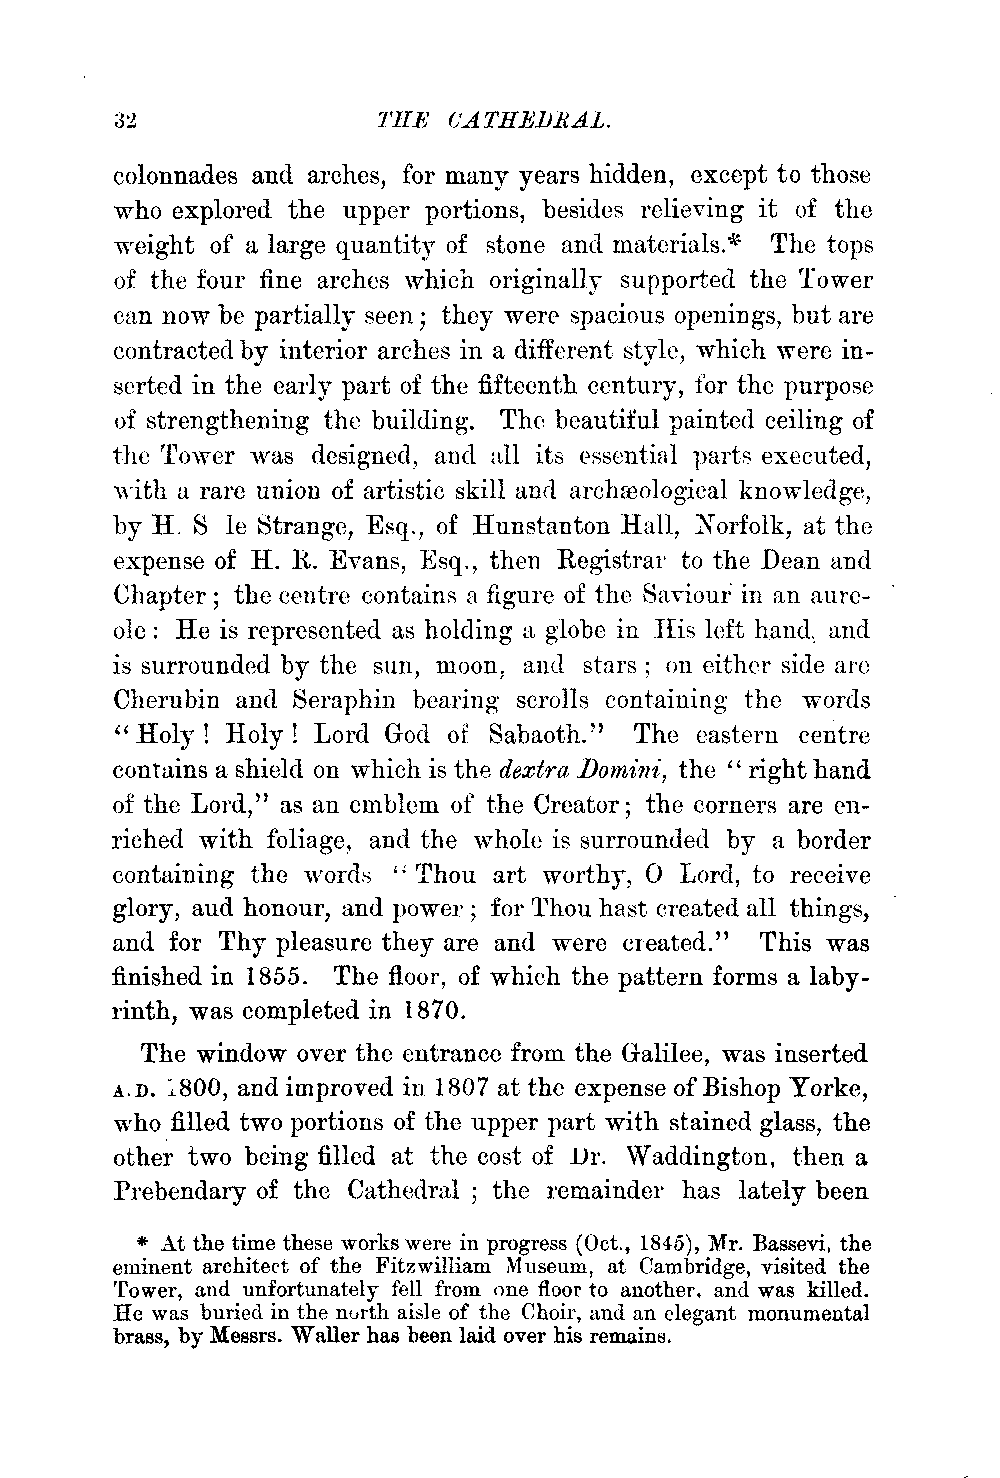 32 THE CATHEDRAL.
colonnades and arches, for many years hidden, except to those
who explored the upper portions, besides relieving it of the
weight of a large quantity of stone and materials.* The tops
of the four fine arches which originally supported the Tower
can now be partially seen; they were spacious openings, but are
contracted by interior arches in a different style, which were in-
serted in the early part of the fifteenth century, for the purpose
of strengthening the building. The beautiful painted ceiling of
the Tower was designed, and all its essential parts executed,
with a rare union of artistic skill and archæological knowledge,
by H. S le Strange, Esq., of Hunstanton Hall, Norfolk, at the
expense of H. R. Evans, Esq., then Registrar to the Dean and
Chapter; the centre contains a figure of the Saviour in an aure-
ole: He is represented as holding a globe in His left hand, and
is surrounded by the sun, moon, and stars; on either side are
Cherubin and Seraphin bearing scrolls containing the words
"Holy! Holy! Lord God of Sabaoth." The eastern centre
contains a shield on which is the dextra Domini, the "right hand
of the Lord," as an emblem of the Creator; the corners are en-
riched with foliage, and the whole is surrounded by a border
containing the words "Thou art worthy, O Lord, to receive
glory, aud honour, and power; for Thou hast created all things,
and for Thy pleasure they are and were created." This was
finished in 1855. The floor, of which the pattern forms a laby-
rinth, was completed in 1870.
The window over the entrance from the Galilee, was inserted
A.D. 1800, and improved in 1807 at the expense of Bishop Yorke,
who filled two portions of the upper part with stained glass, the
other two being filled at the cost of Dr. Waddington, then a
Prebendary of the Cathedral; the remainder has lately been
* At the time these works were in progress (Oct., 1845), Mr. Bassevi, the
eminent architect of the Fitzwilliam Museum, at Cambridge, visited the
Tower, and unfortunately fell from one floor to another, and was killed.
He was buried in the north aisle of the Choir, and an elegant monumental
brass, by Messrs. Waller has been laid over his remains.